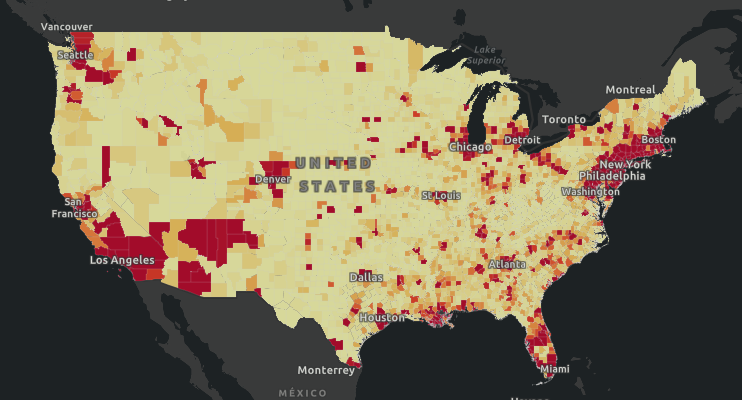 Vancouver
Seattle
Lake
Superior
Montreal
Toronto
Boston
Chicago
Detroit
New York
Philadelphia
Washington
UNITED
STATES
Denver
St Louis
San
Francisco
Los Angeles
Atlanta
Dallas
Houston
Monterrey
Miami
MÉXICO